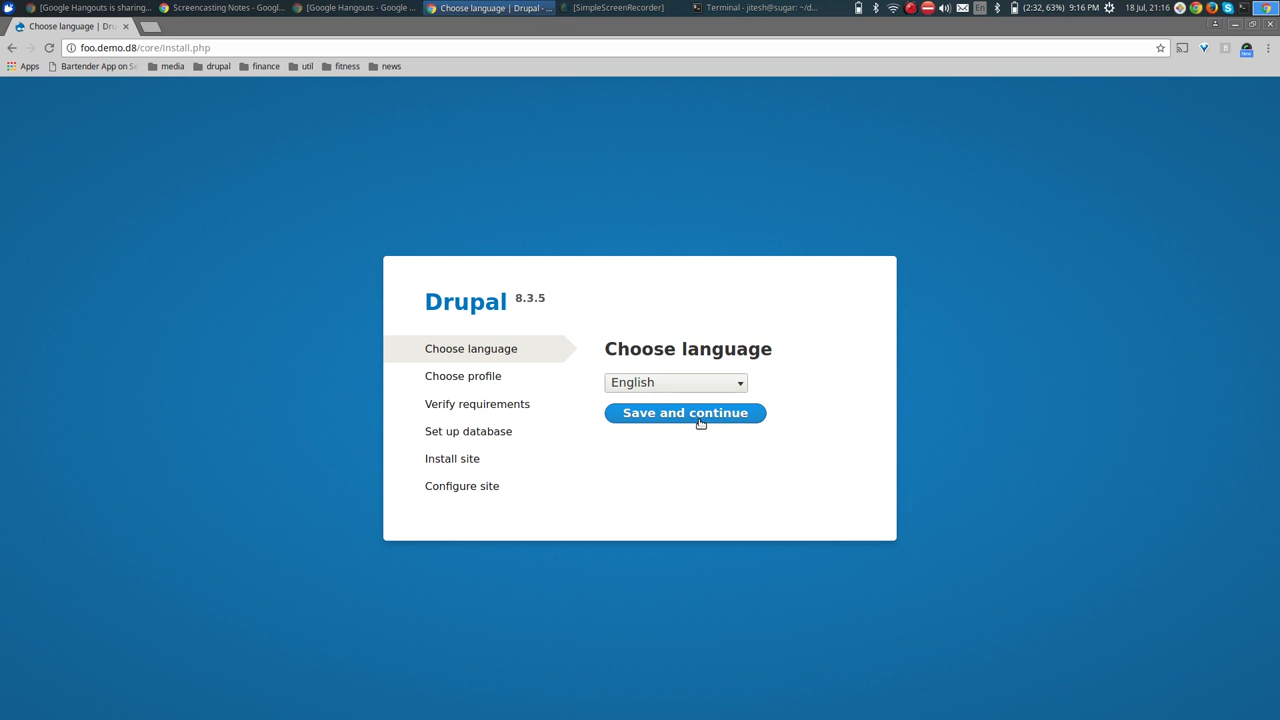 [Google Hangouts is sharing...
Screencasting Notes - Googl...
[Google Hangouts - Google ...
Choose language | Drupal - ...
[SimpleScreenRecorder]
Terminal - jitesh@sugar: ~/d...
En
(2:32, 63%)
9:16 PM
18 Jul, 21:16
Choose language | Dru
foo.demo.d8/core/install.php
Apps
Bartender App on S
media
drupal
finance
util
fitness
news
Drupal 8.3.5
Choose language
Choose profile
Verify requirements
Set up database
Install site
Configure site
Choose language
English
Save and continue